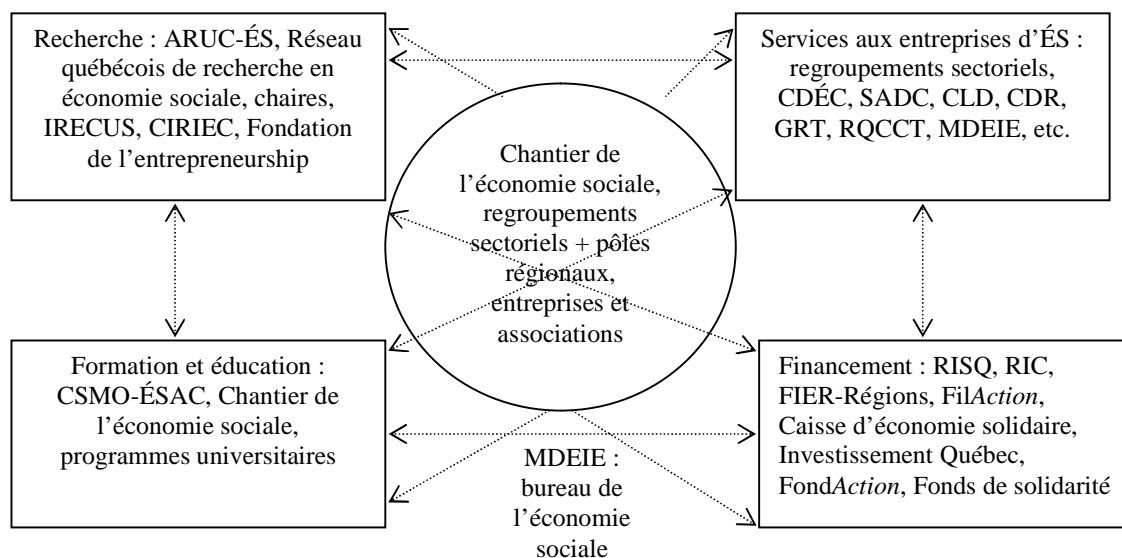 Recherche : ARUC-ÉS, Réseau
québécois de recherche en
économie sociale, chaires,
IRECUS, CIRIEC, Fondation
de l'entrepreneurship
Services aux entreprises d'ÉS :
regroupements sectoriels,
CDÉC, SADC, CLD, CDR,
GRT, RQCCT, MDEIE, etc.
Chantier de
l'économie sociale,
regroupements
sectoriels + pôles
régionaux,
entreprises et
associations
Formation et éducation :
CSMO-ÉSAC, Chantier de
l'économie sociale,
programmes universitaires
Financement : RISQ, RIC,
FIER-Régions, FilAction,
Caisse d'économie solidaire,
Investissement Québec,
FondAction, Fonds de solidarité
MDEIE :
bureau de
l'économie
sociale